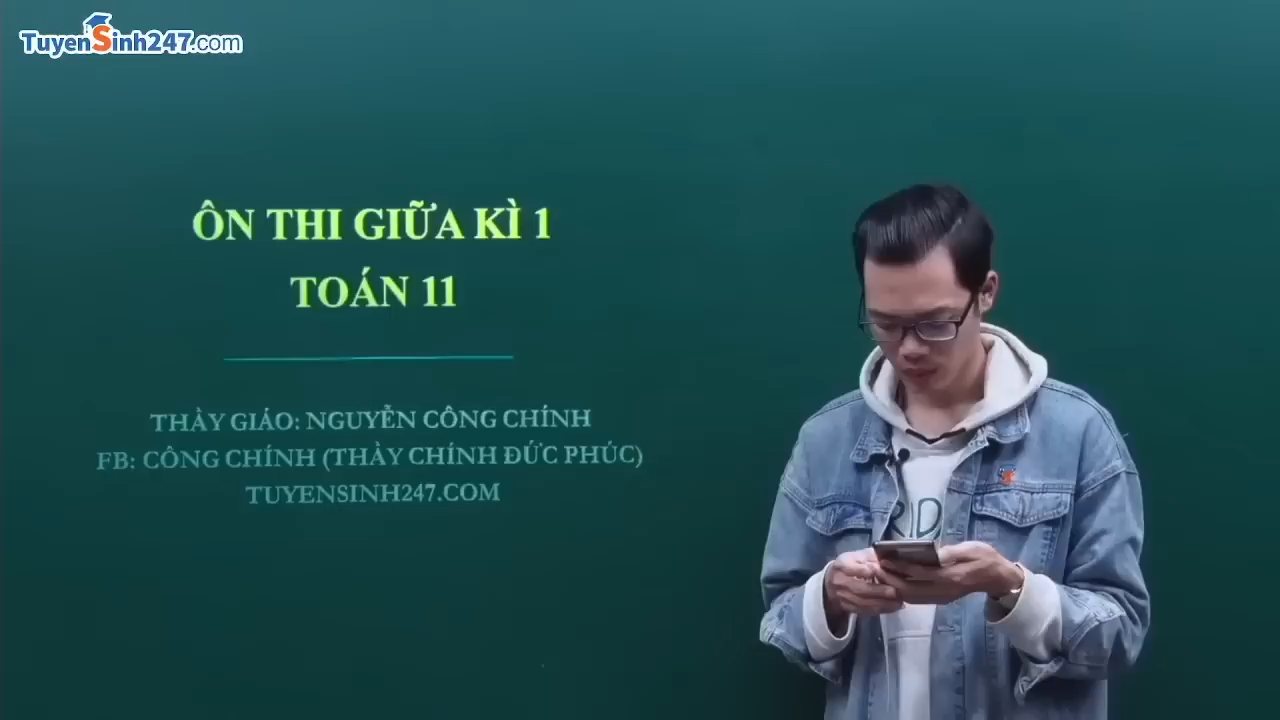 TuyenSinh247.com
ÔN THI GIỮA KÌ 1
TOÁN 11
THẦY GIÁO: NGUYỄN CÔNG CHÍNH
FB: CÔNG CHÍNH (THẦY CHÍNH ĐỨC PHÚC)
TUYENSINH247.COM
RID